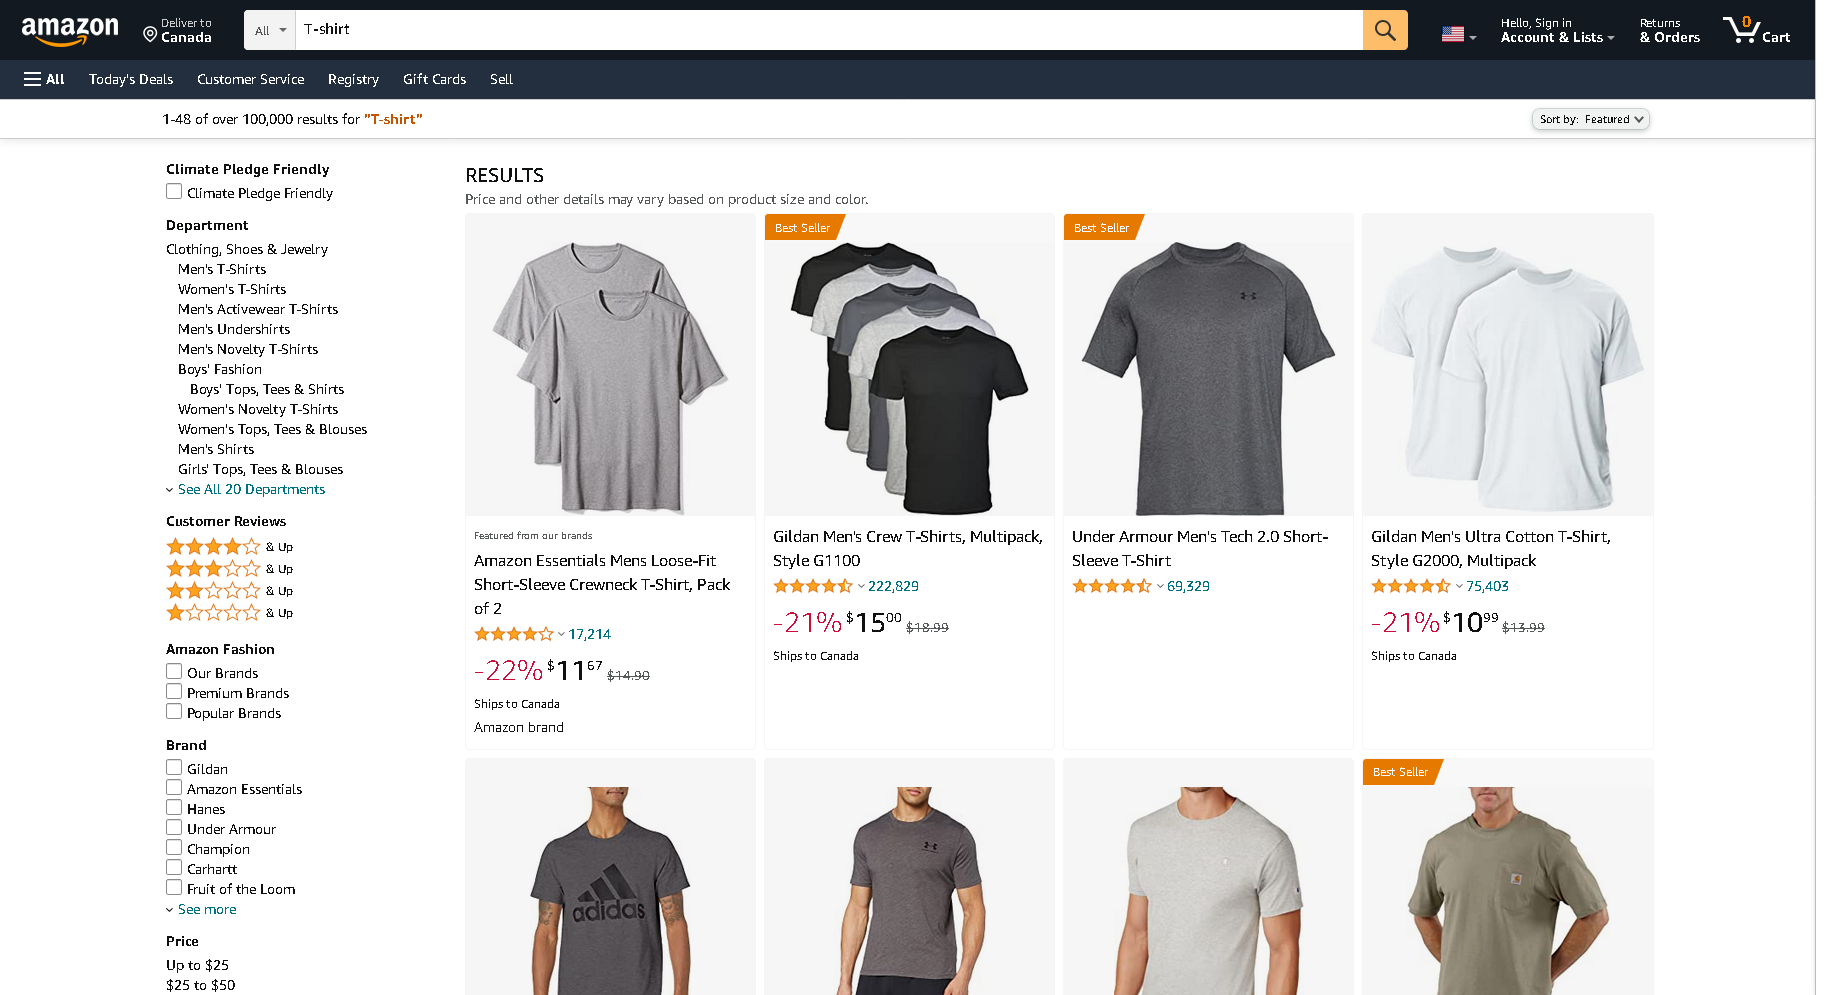 amazon
Deliver to
Canada
All
T-shirt
Hello, Sign in
Account & Lists
Returns
& Orders
0
Cart
All
Today's Deals
Customer Service
Registry
Gift Cards
Sell
1-48 of over 100,000 results for "T-shirt"
Sort by: Featured
Climate Pledge Friendly
Climate Pledge Friendly
Department
Clothing, Shoes & Jewelry
Men's T-Shirts
Women's T-Shirts
Men's Activewear T-Shirts
Men's Undershirts
Men's Novelty T-Shirts
Boys' Fashion
Boys' Tops, Tees & Shirts
Women's Novelty T-Shirts
Women's Tops, Tees & Blouses
Men's Shirts
Girls' Tops, Tees & Blouses
See All 20 Departments
Customer Reviews
& Up
& Up
& Up
& Up
Amazon Fashion
Our Brands
Premium Brands
Popular Brands
Brand
Gildan
Amazon Essentials
Hanes
Under Armour
Champion
Carhartt
Fruit of the Loom
See more
Price
Up to $25
$25 to $50
RESULTS
Price and other details may vary based on product size and color.
Featured from our brands
Amazon Essentials Mens Loose-Fit
Short-Sleeve Crewneck T-Shirt, Pack
of 2
17,214
-22% $11 67 $14.90
Ships to Canada
Amazon brand
Best Seller
Gildan Men's Crew T-Shirts, Multipack,
Style G1100
222,829
-21% $15 00 $18.99
Ships to Canada
Best Seller
Under Armour Men's Tech 2.0 Short-
Sleeve T-Shirt
69,329
Gildan Men's Ultra Cotton T-Shirt,
Style G2000, Multipack
75,403
-21% $10 99 $13.99
Ships to Canada
adidas
Best Seller